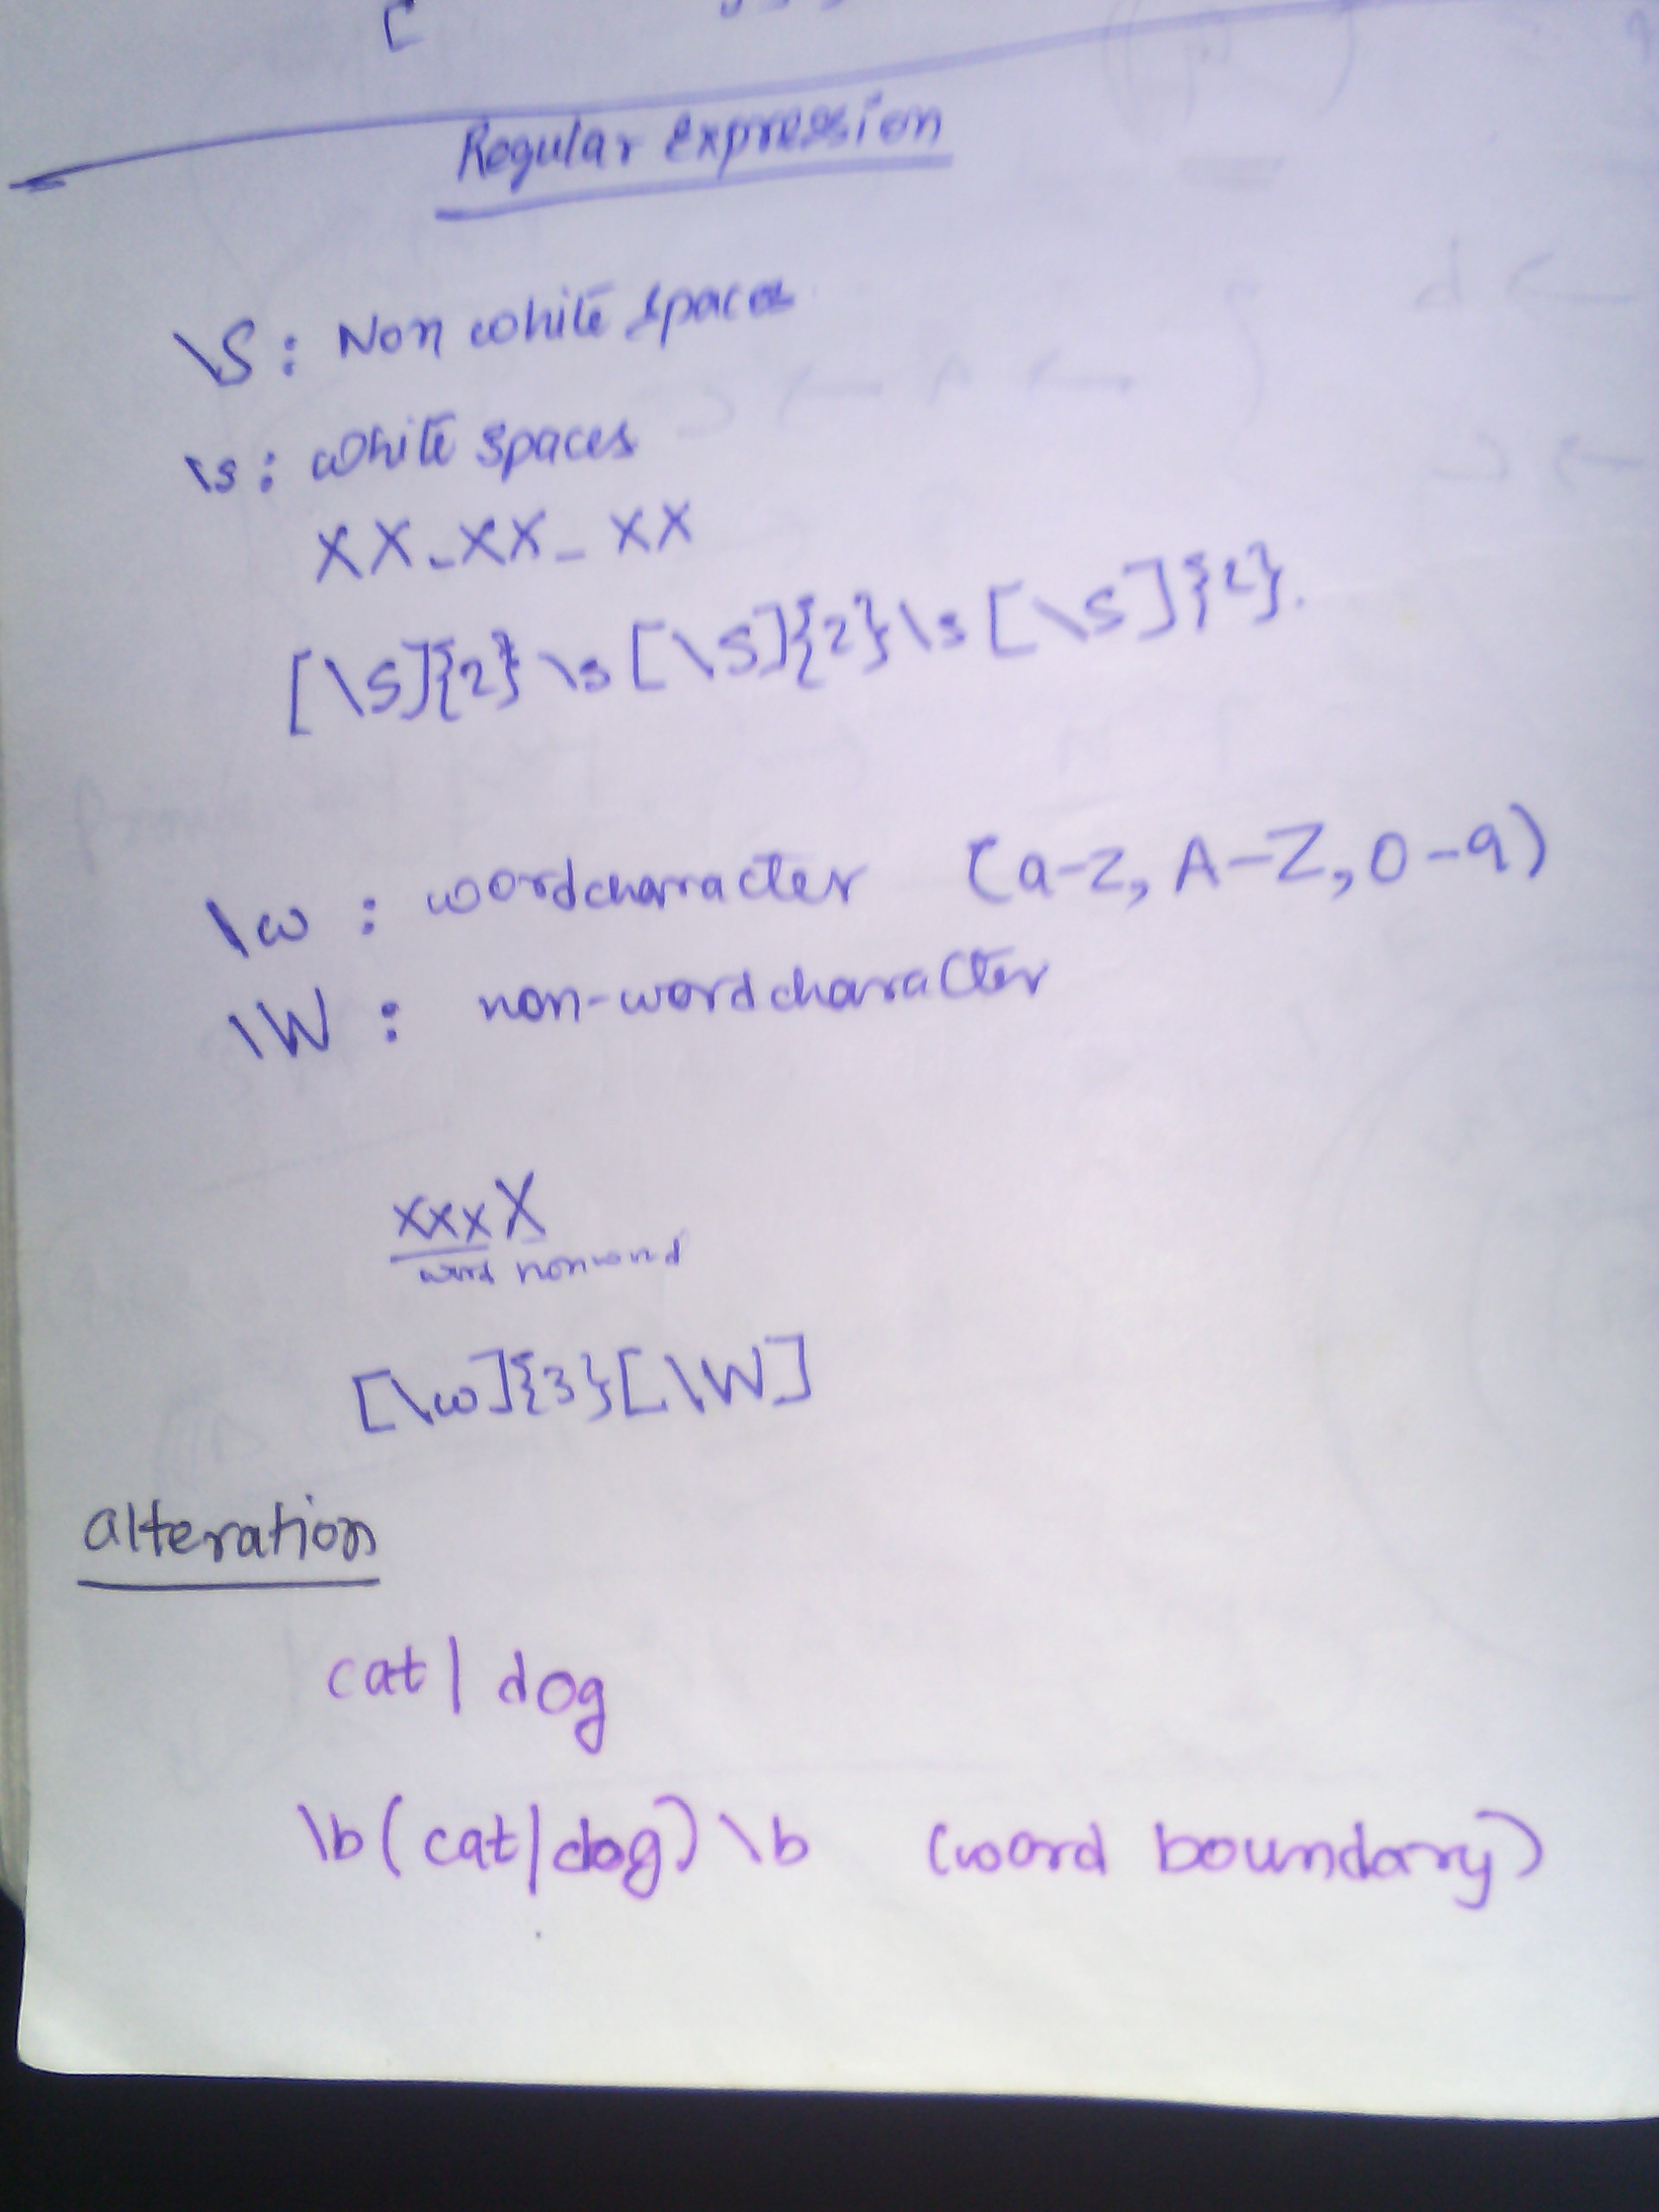 Regular Expression
\S : Non white spaces
\s : white spaces
XX_XX_XX
[\S]{2}\s[\S]{2}\s[\S]{2}.
\w : wordcharacter (a-z, A-Z, 0-9)
\W : non-wordcharacter
xxxX
word nonword
[\w]{3}[\W]
alteration
cat|dog
\b(cat|dog)\b (word boundary)